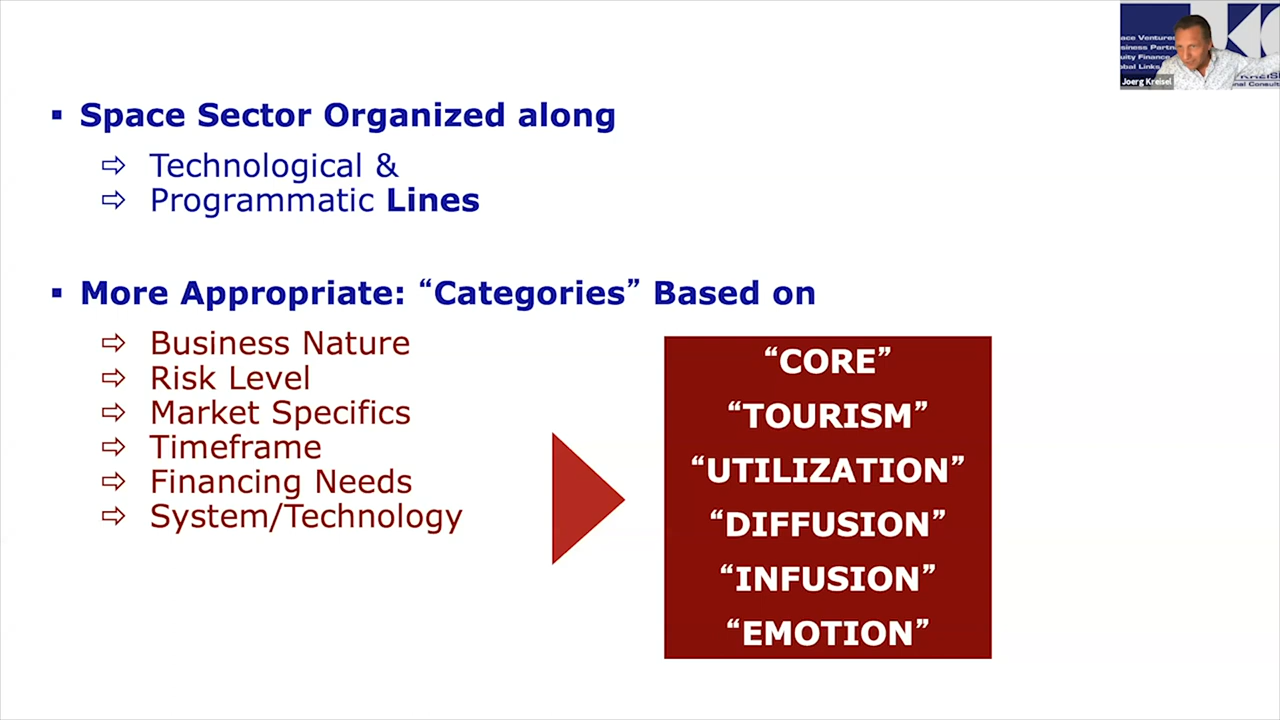 ▪ Space Sector Organized along
⇨ Technological &
⇨ Programmatic Lines
▪ More Appropriate: “Categories” Based on
⇨ Business Nature
⇨ Risk Level
⇨ Market Specifics
⇨ Timeframe
⇨ Financing Needs
⇨ System/Technology
“CORE”
“TOURISM”
“UTILIZATION”
“DIFFUSION”
“INFUSION”
“EMOTION”
Joerg Kreisel